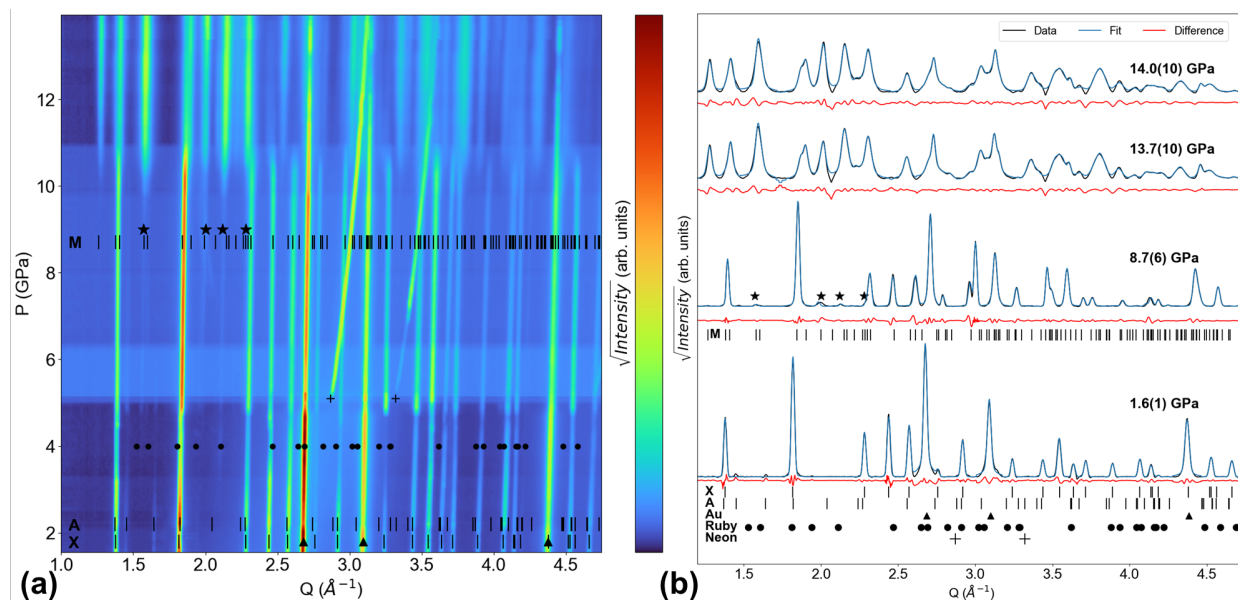 12
10
8
6
4
2
P (GPa)
M
A
X
1.0
1.5
2.0
2.5
3.0
3.5
4.0
4.5
Q (Å⁻¹)
(a)
√Intensity (arb. units)
√Intensity (arb. units)
Data
Fit
Difference
14.0(10) GPa
13.7(10) GPa
8.7(6) GPa
M
1.6(1) GPa
X
A
Au
Ruby
Neon
1.5
2.0
2.5
3.0
3.5
4.0
4.5
Q (Å⁻¹)
(b)